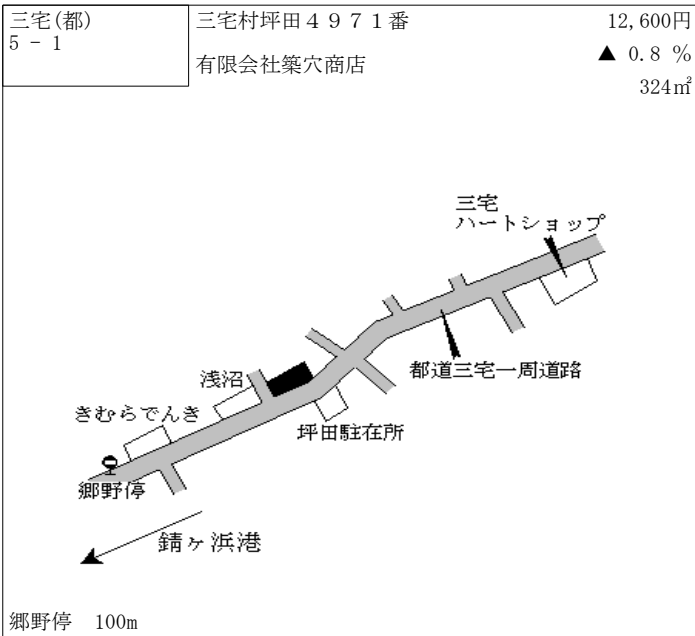 三宅(都)
5 - 1
三宅村坪田４９７１番
有限会社築穴商店
12,600円
▲ 0.8 %
324㎡
三宅
ハートショップ
都道三宅一周道路
浅沼
坪田駐在所
きむらでんき
郷野停
錆ヶ浜港
郷野停 100m